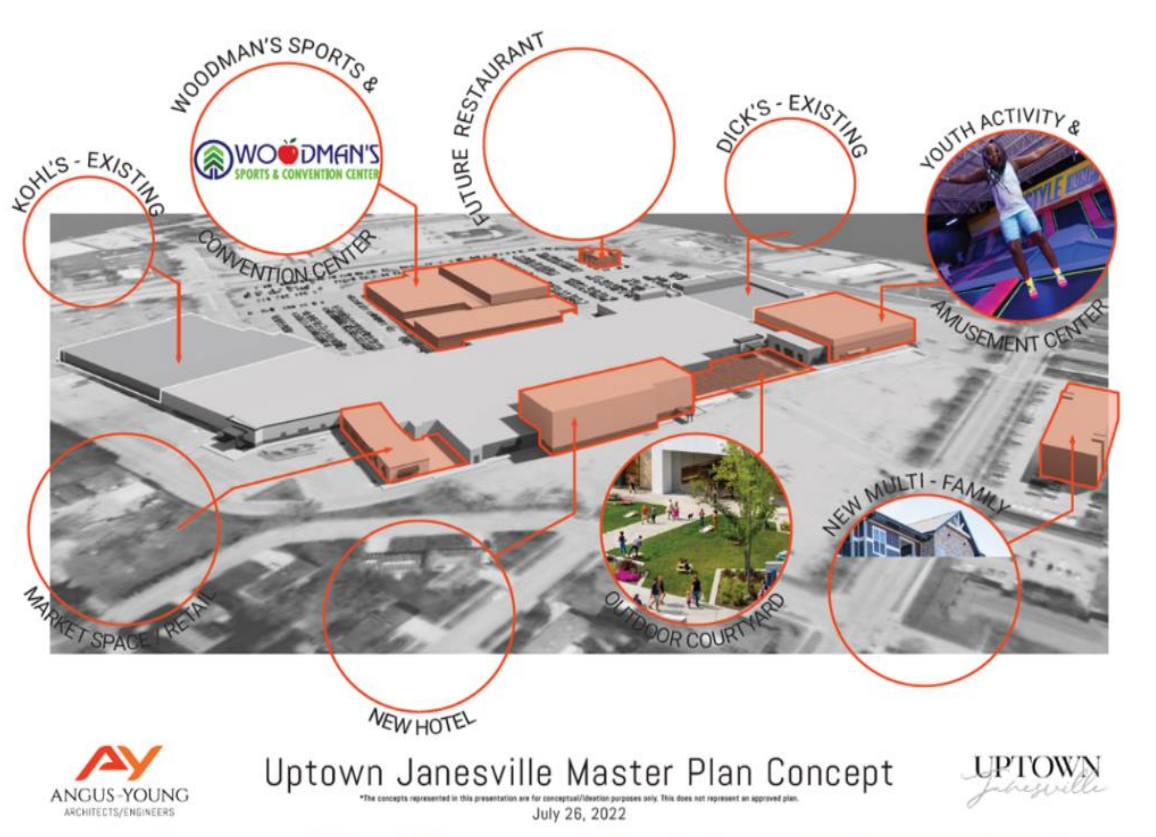 WOODMAN'S SPORTS &
CONVENTION CENTER
WOODMAN'S
SPORTS & CONVENTION CENTER
FUTURE RESTAURANT
DICK'S - EXISTING
YOUTH ACTIVITY &
AMUSEMENT CENTER
KOHL'S - EXISTING
MARKET SPACE / RETAIL
NEW HOTEL
OUTDOOR COURTYARD
NEW MULTI - FAMILY
AY
ANGUS-YOUNG
ARCHITECTS/ENGINEERS
Uptown Janesville Master Plan Concept
*The concepts represented in this presentation are for conceptual/ideation purposes only. This does not represent an approved plan.
July 26, 2022
UPTOWN
Janesville